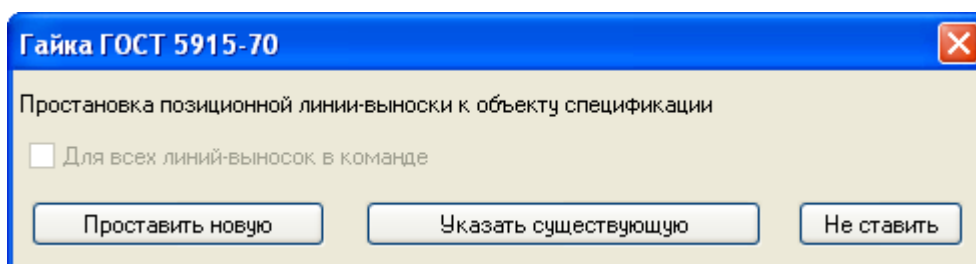 Гайка ГОСТ 5915-70
Простановка позиционной линии-выноски к объекту спецификации
Для всех линий-выносок в команде
Проставить новую Указать существующую Не ставить